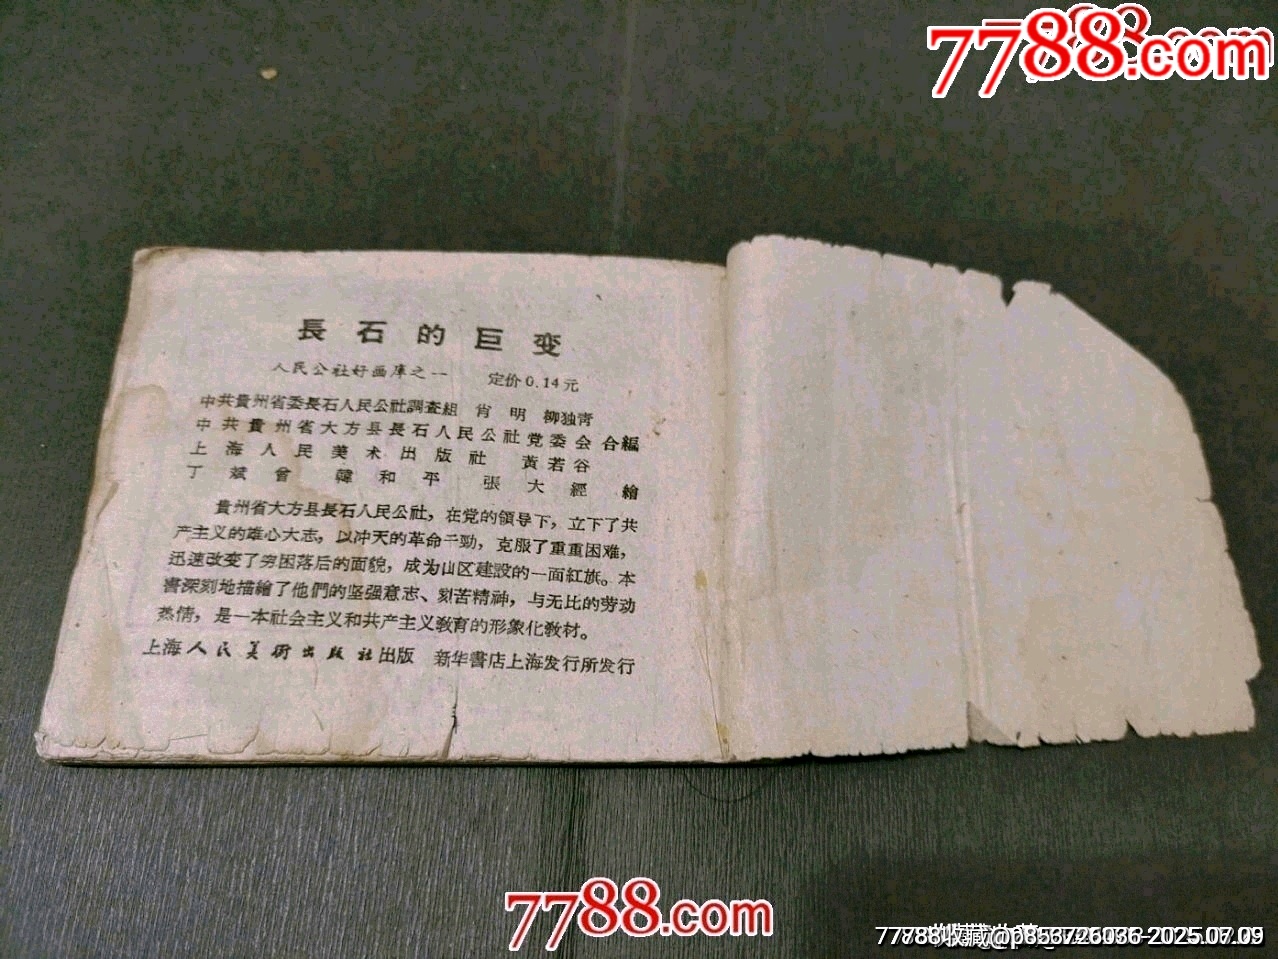 7788.com
長石的巨变
人民公社好画庫之一 定价0.14元
中共貴州省委長石人民公社調查組 肖明 柳独青
中共貴州省大方县長石人民公社党委会 合編
上海人民美术出版社 黃若谷
丁斌曾 韓和平 張大經 繪
貴州省大方县長石人民公社，在党的領导下，立下了共
产主义的雄心大志，以冲天的革命干勁，克服了重重困难，
迅速改变了穷困落后的面貌，成为山区建設的一面紅旗。本
書深刻地描繪了他們的坚强意志、刻苦精神，与无比的劳动
热情，是一本社会主义和共产主义敎育的形象化敎材。
上海人民美術出版社出版 新华書店上海发行所发行
7788.com